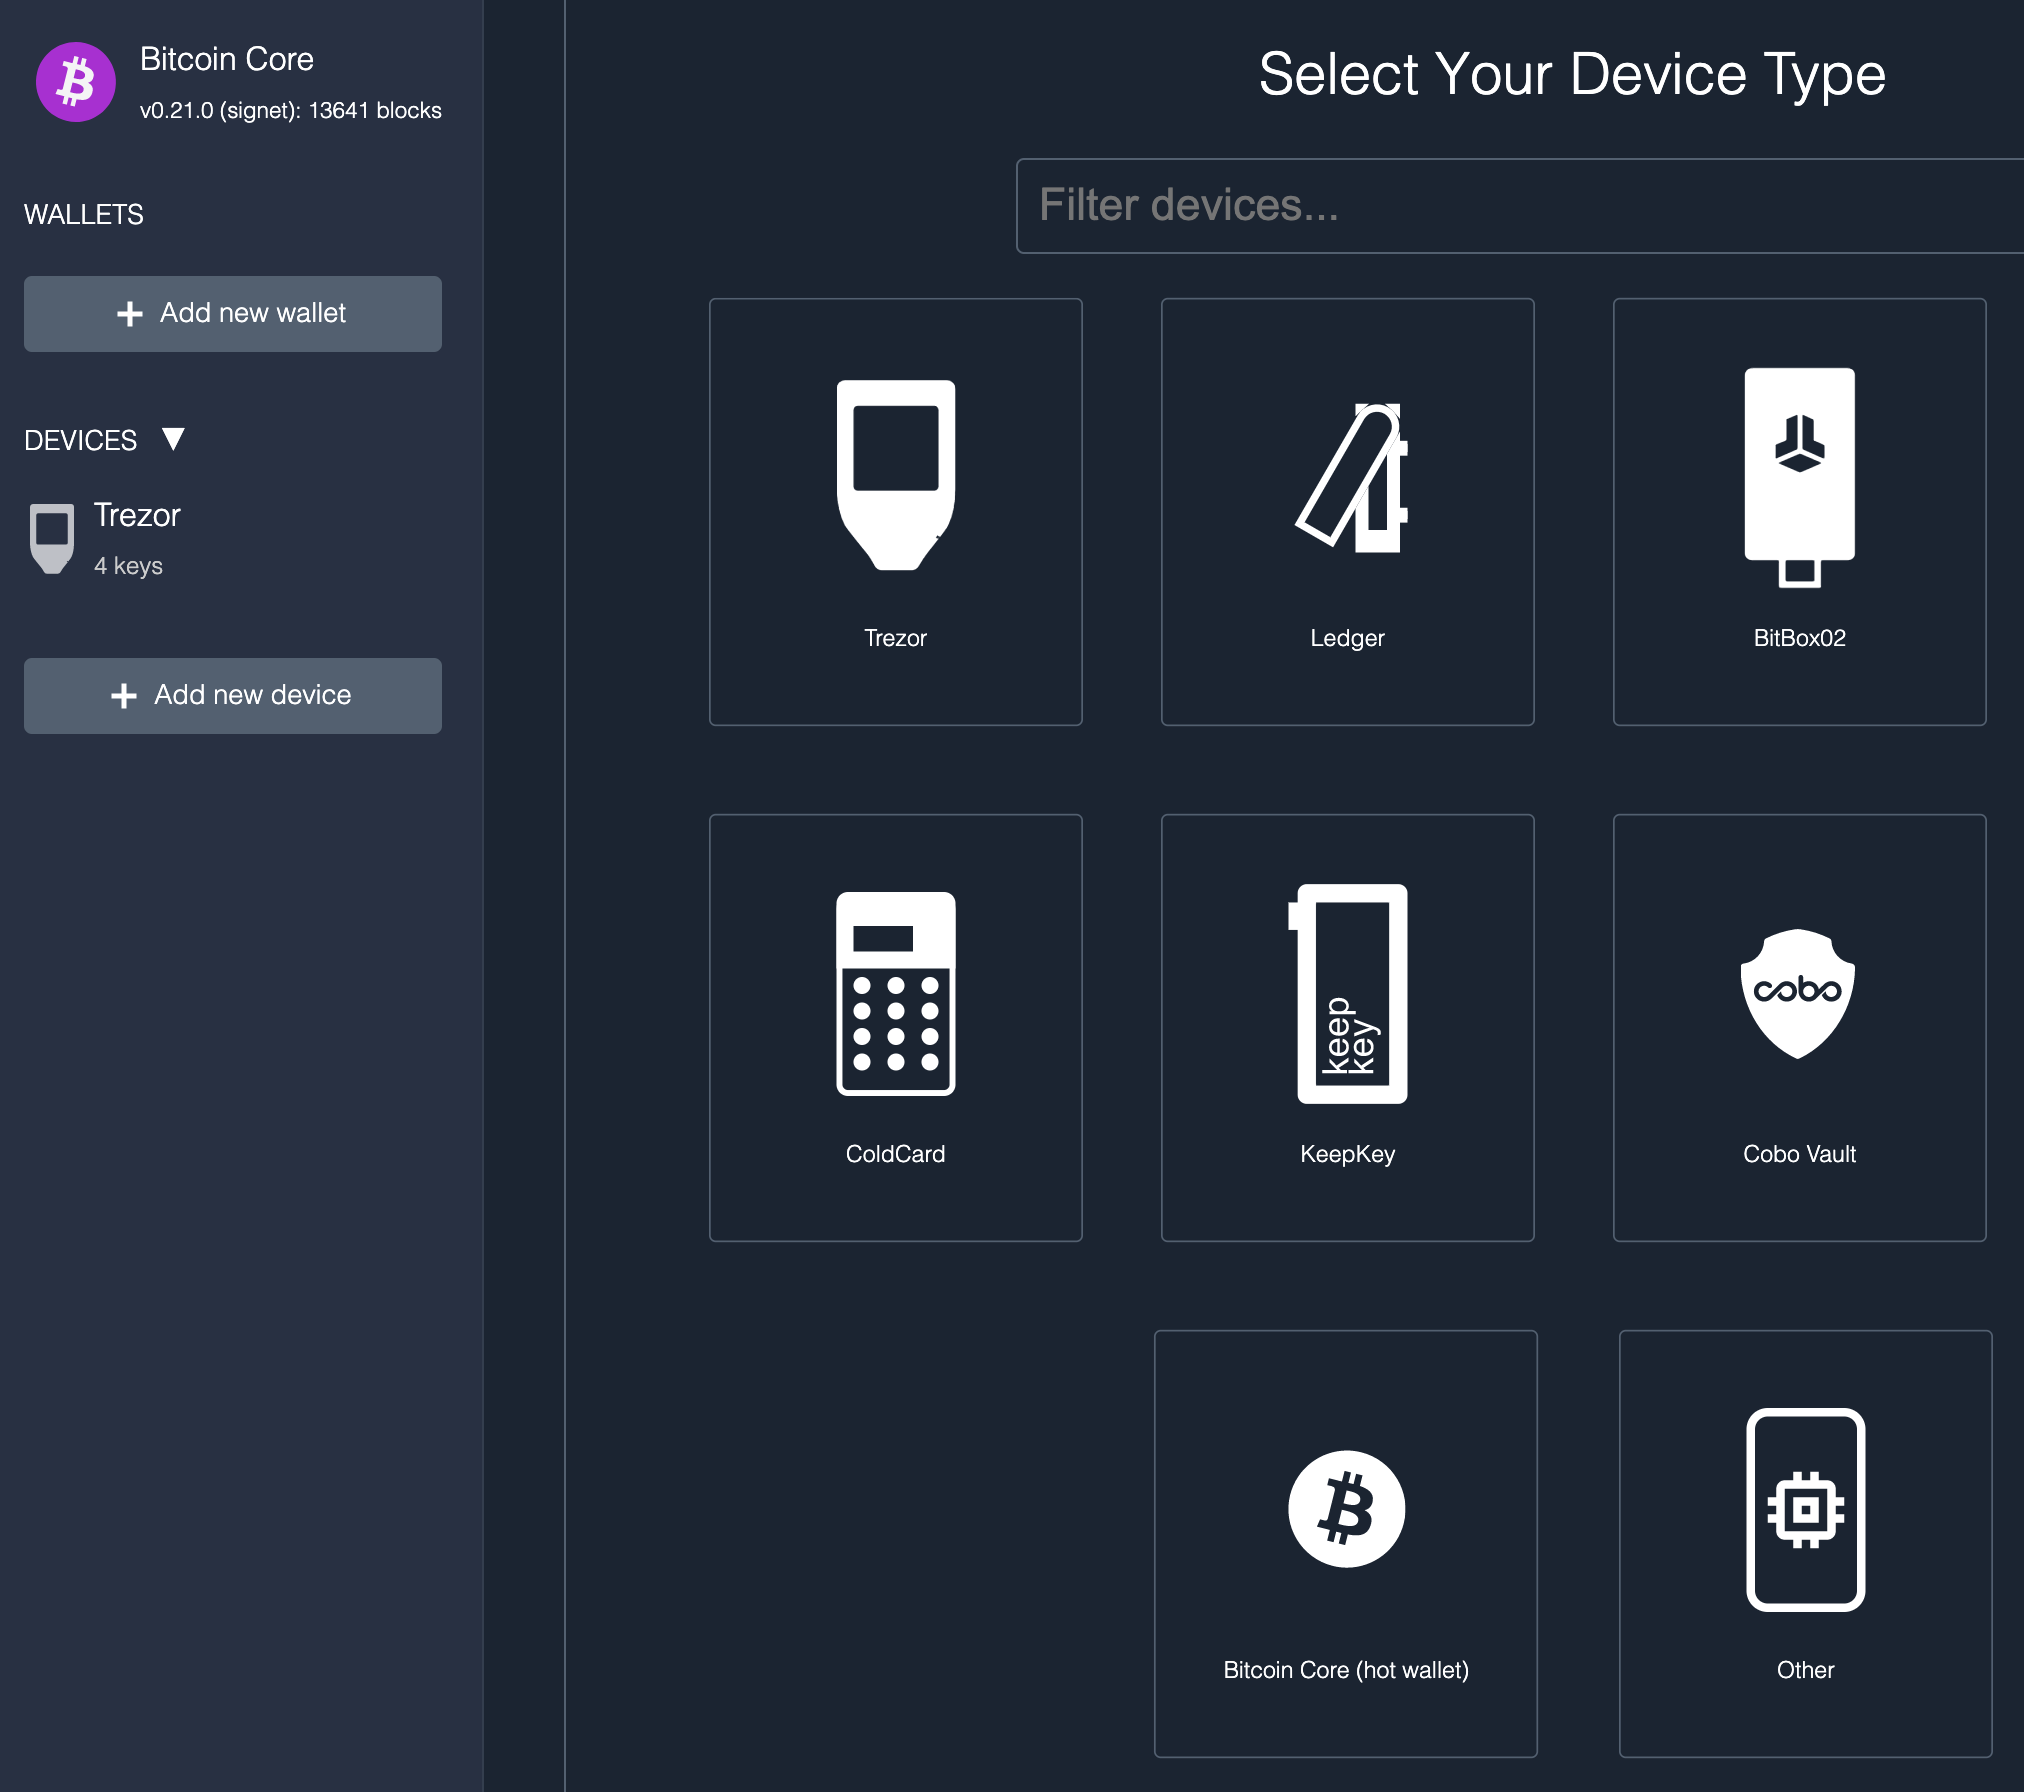 Bitcoin Core
v0.21.0 (signet): 13641 blocks
WALLETS
Add new wallet
DEVICES
Trezor
4 keys
Add new device
Select Your Device Type
Filter devices...
Trezor
Ledger
BitBox02
keep
key
cobo
ColdCard
KeepKey
Cobo Vault
Bitcoin Core (hot wallet)
Other